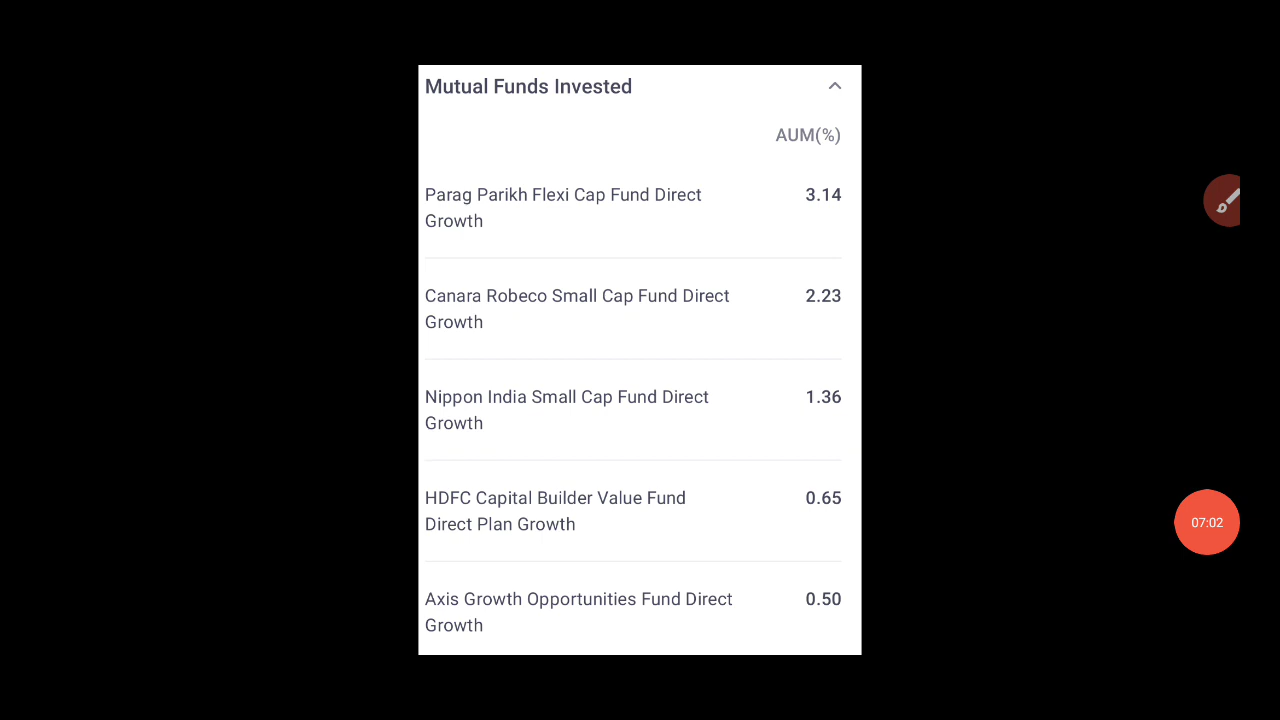 Mutual Funds Invested
AUM(%)
Parag Parikh Flexi Cap Fund Direct 3.14
Growth
Canara Robeco Small Cap Fund Direct 2.23
Growth
Nippon India Small Cap Fund Direct 1.36
Growth
HDFC Capital Builder Value Fund 0.65
Direct Plan Growth
Axis Growth Opportunities Fund Direct 0.50
Growth
07:02